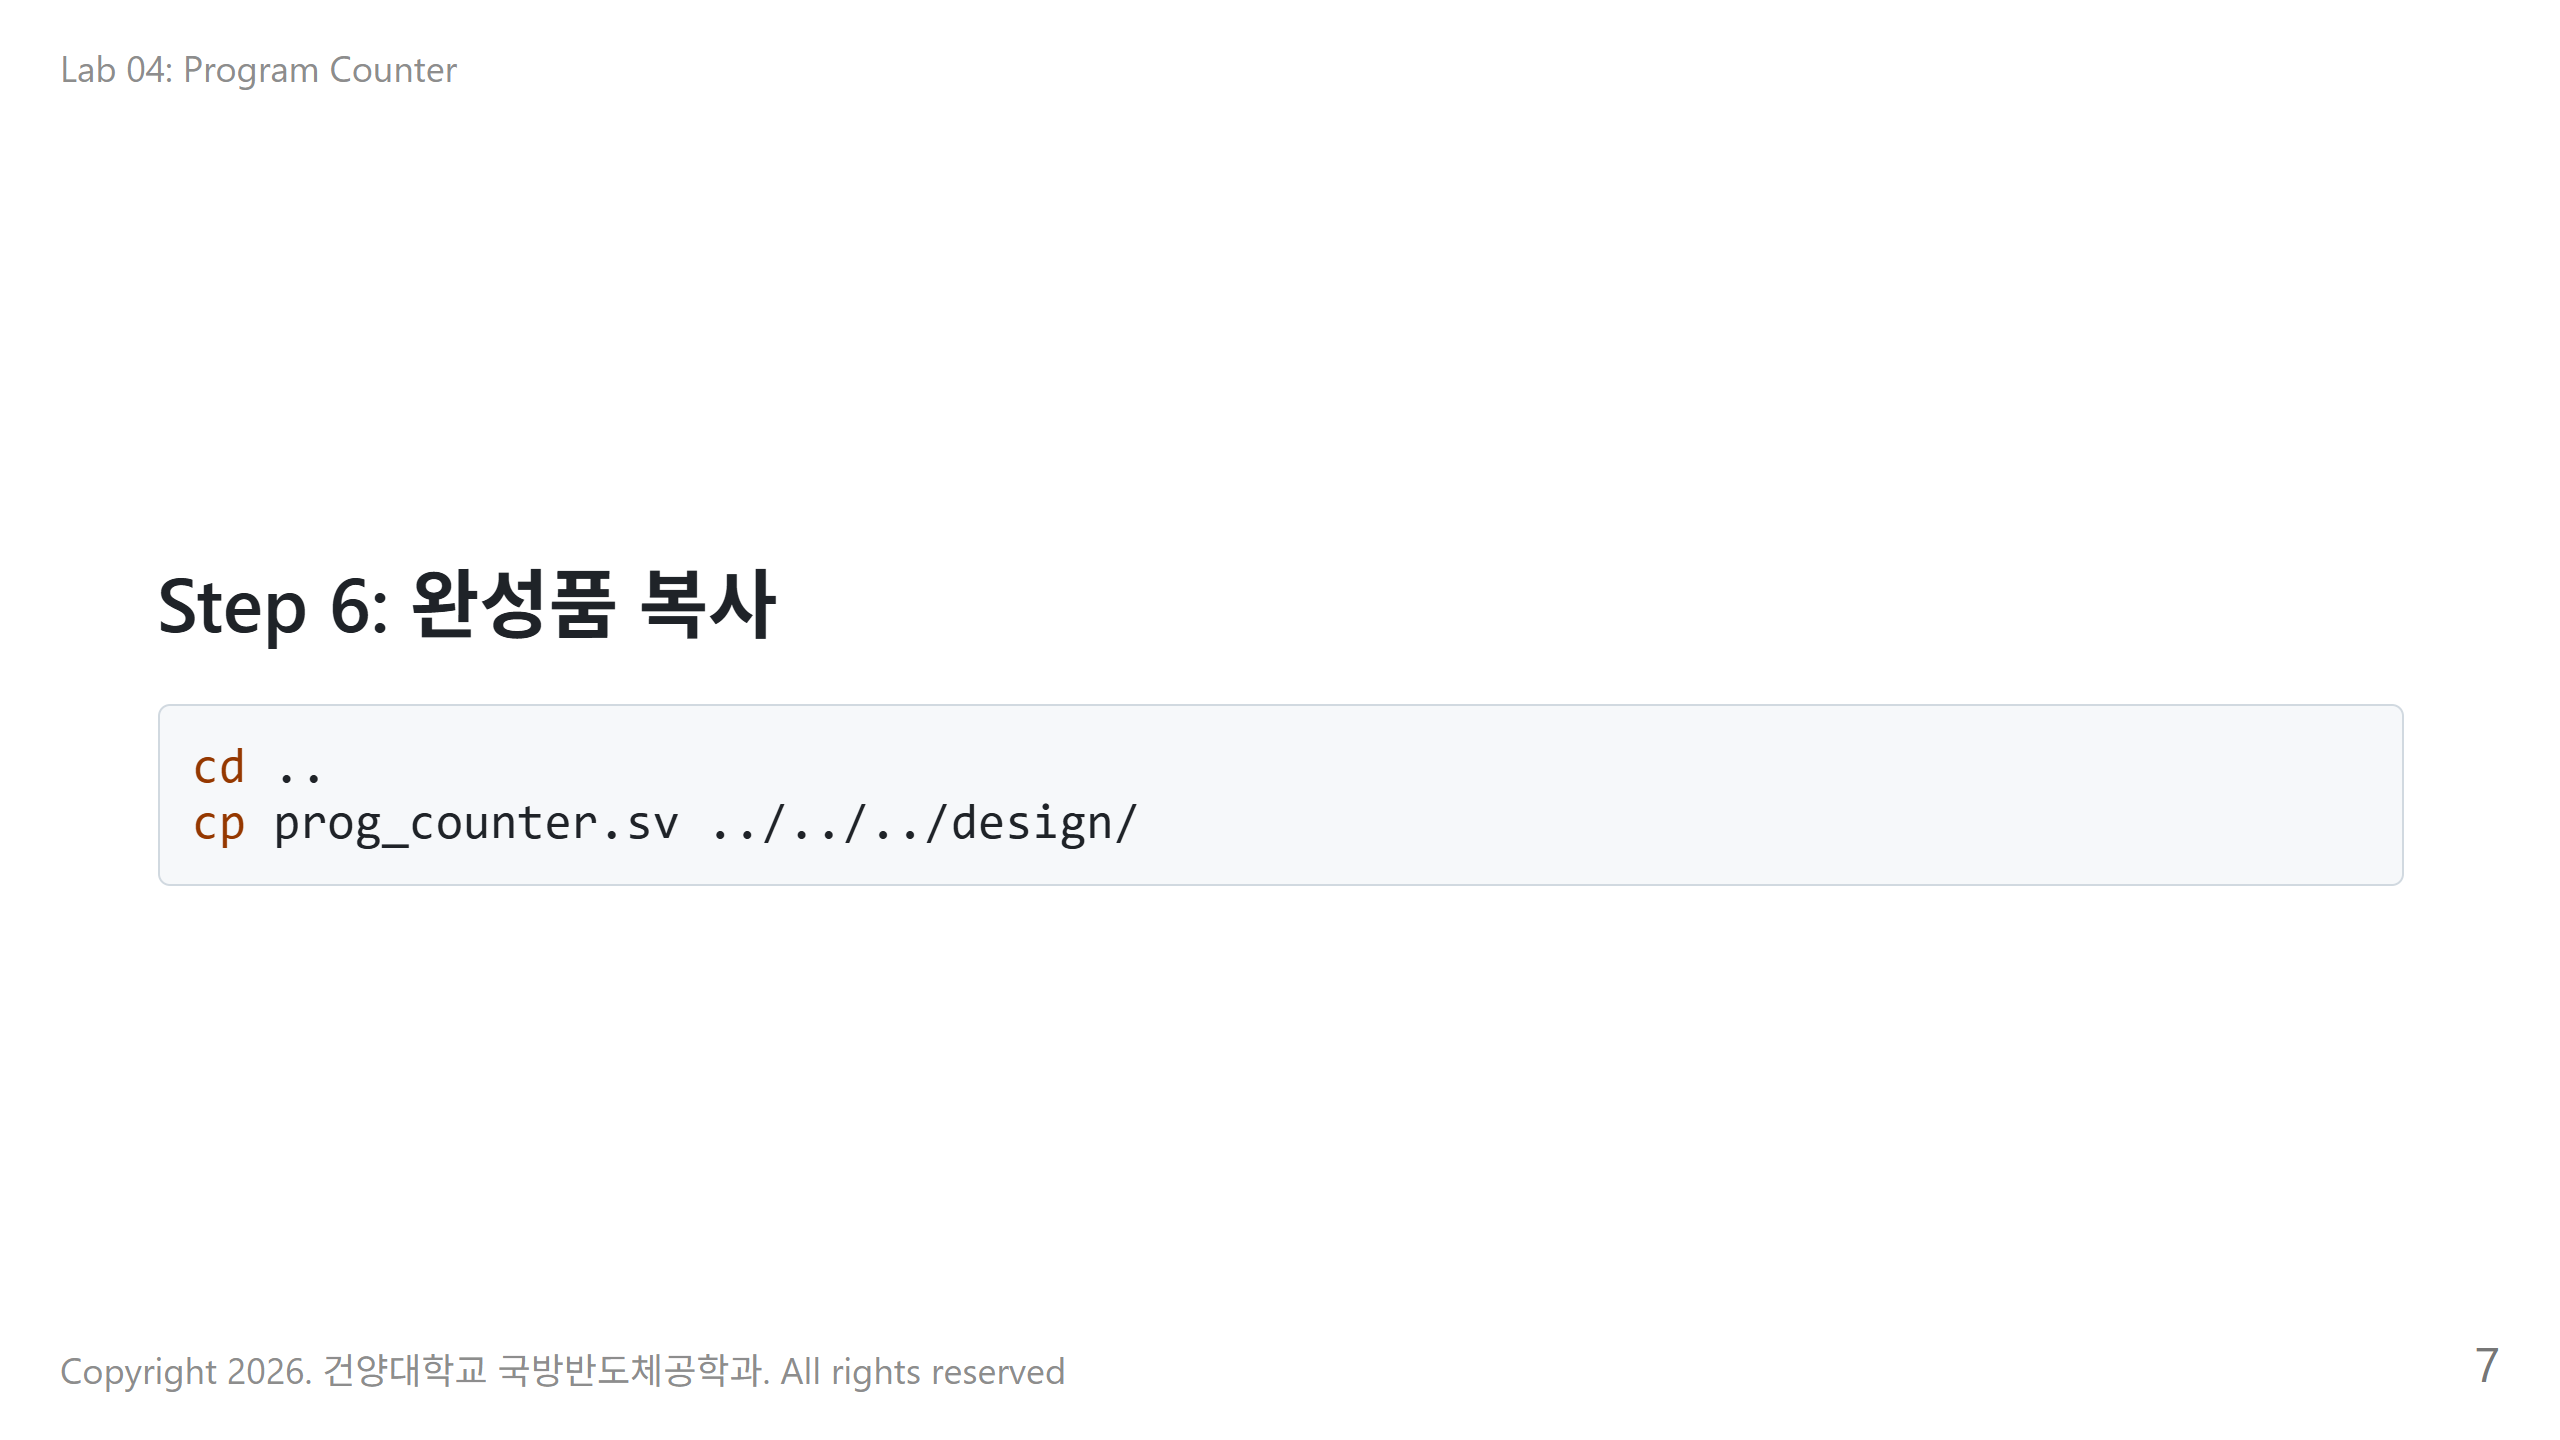 Lab 04: Program Counter
Step 6: 완성품 복사
cd ..
cp prog_counter.sv ../../../design/
Copyright 2026. 건양대학교 국방반도체공학과. All rights reserved
7